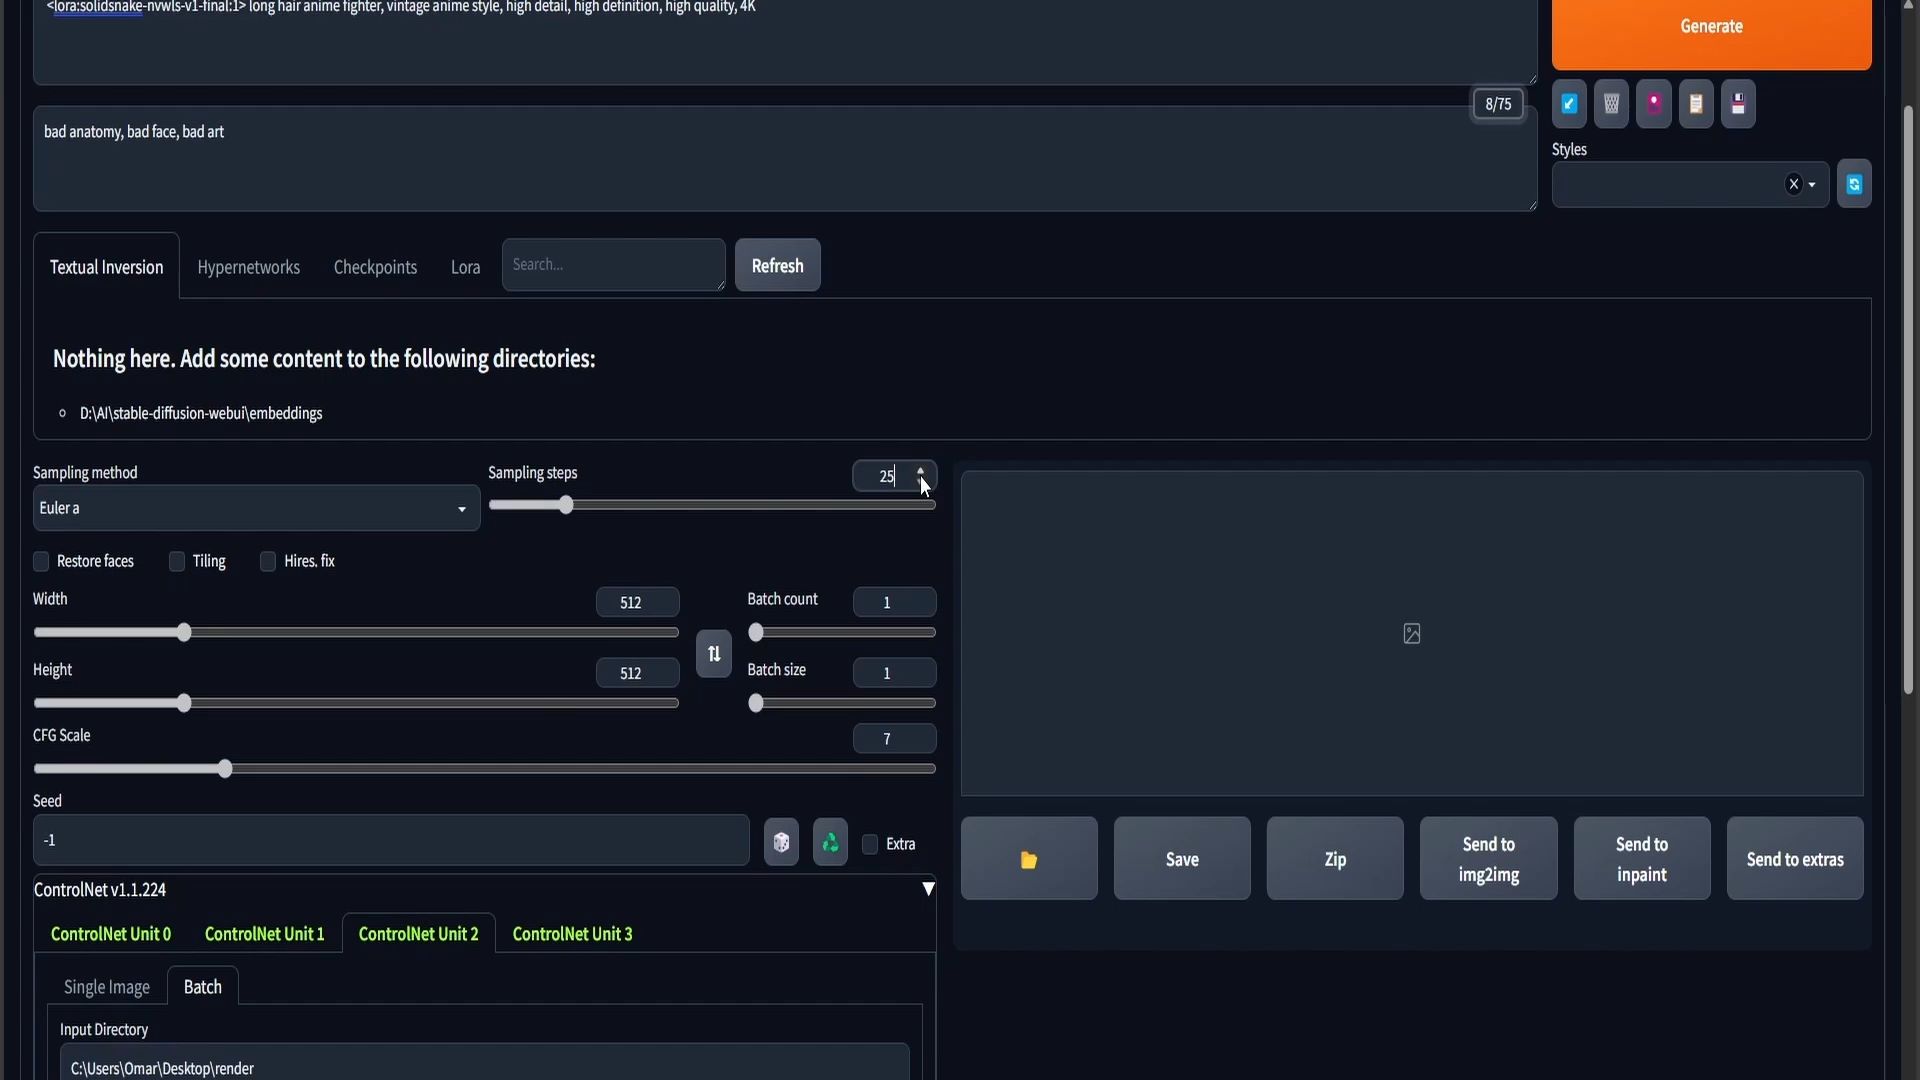 <lora:solidsnake-nvwls-v1-final:1> long hair anime fighter, vintage anime style, high detail, high definition, high quality, 4K
Generate
8/75
bad anatomy, bad face, bad art
Styles
X
Textual Inversion
Hypernetworks
Checkpoints
Lora
Search...
Refresh
Nothing here. Add some content to the following directories:
D:\AI\stable-diffusion-webui\embeddings
Sampling method
Sampling steps
25
Euler a
Restore faces
Tiling
Hires. fix
Width
512
Batch count
1
Height
512
Batch size
1
CFG Scale
7
Seed
-1
Extra
Save
Zip
Send to
img2img
Send to
inpaint
Send to extras
ControlNet v1.1.224
ControlNet Unit 0
ControlNet Unit 1
ControlNet Unit 2
ControlNet Unit 3
Single Image
Batch
Input Directory
C:\Users\Omar\Desktop\render